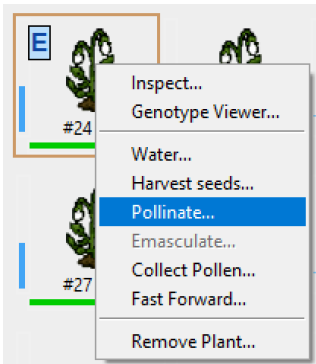 E
#24
Inspect...
Genotype Viewer...
Water...
Harvest seeds...
Pollinate...
Emasculate...
Collect Pollen...
Fast Forward...
Remove Plant...
#27